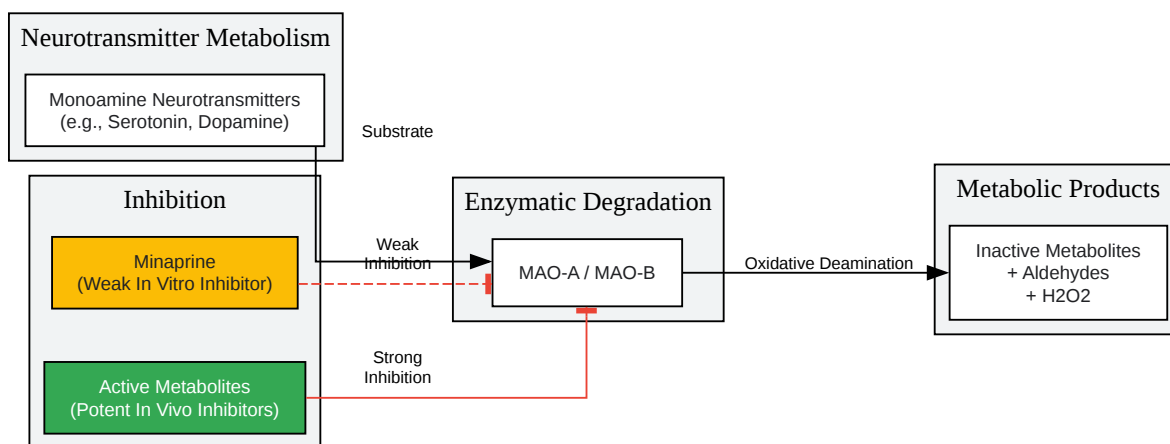 Neurotransmitter Metabolism
Monoamine Neurotransmitters
(e.g., Serotonin, Dopamine)
Substrate
Inhibition
Minaprine
(Weak In Vitro Inhibitor)
Weak
Inhibition
Active Metabolites
(Potent In Vivo Inhibitors)
Strong
Inhibition
Enzymatic Degradation
MAO-A / MAO-B
Oxidative Deamination
Metabolic Products
Inactive Metabolites
+ Aldehydes
+ H2O2